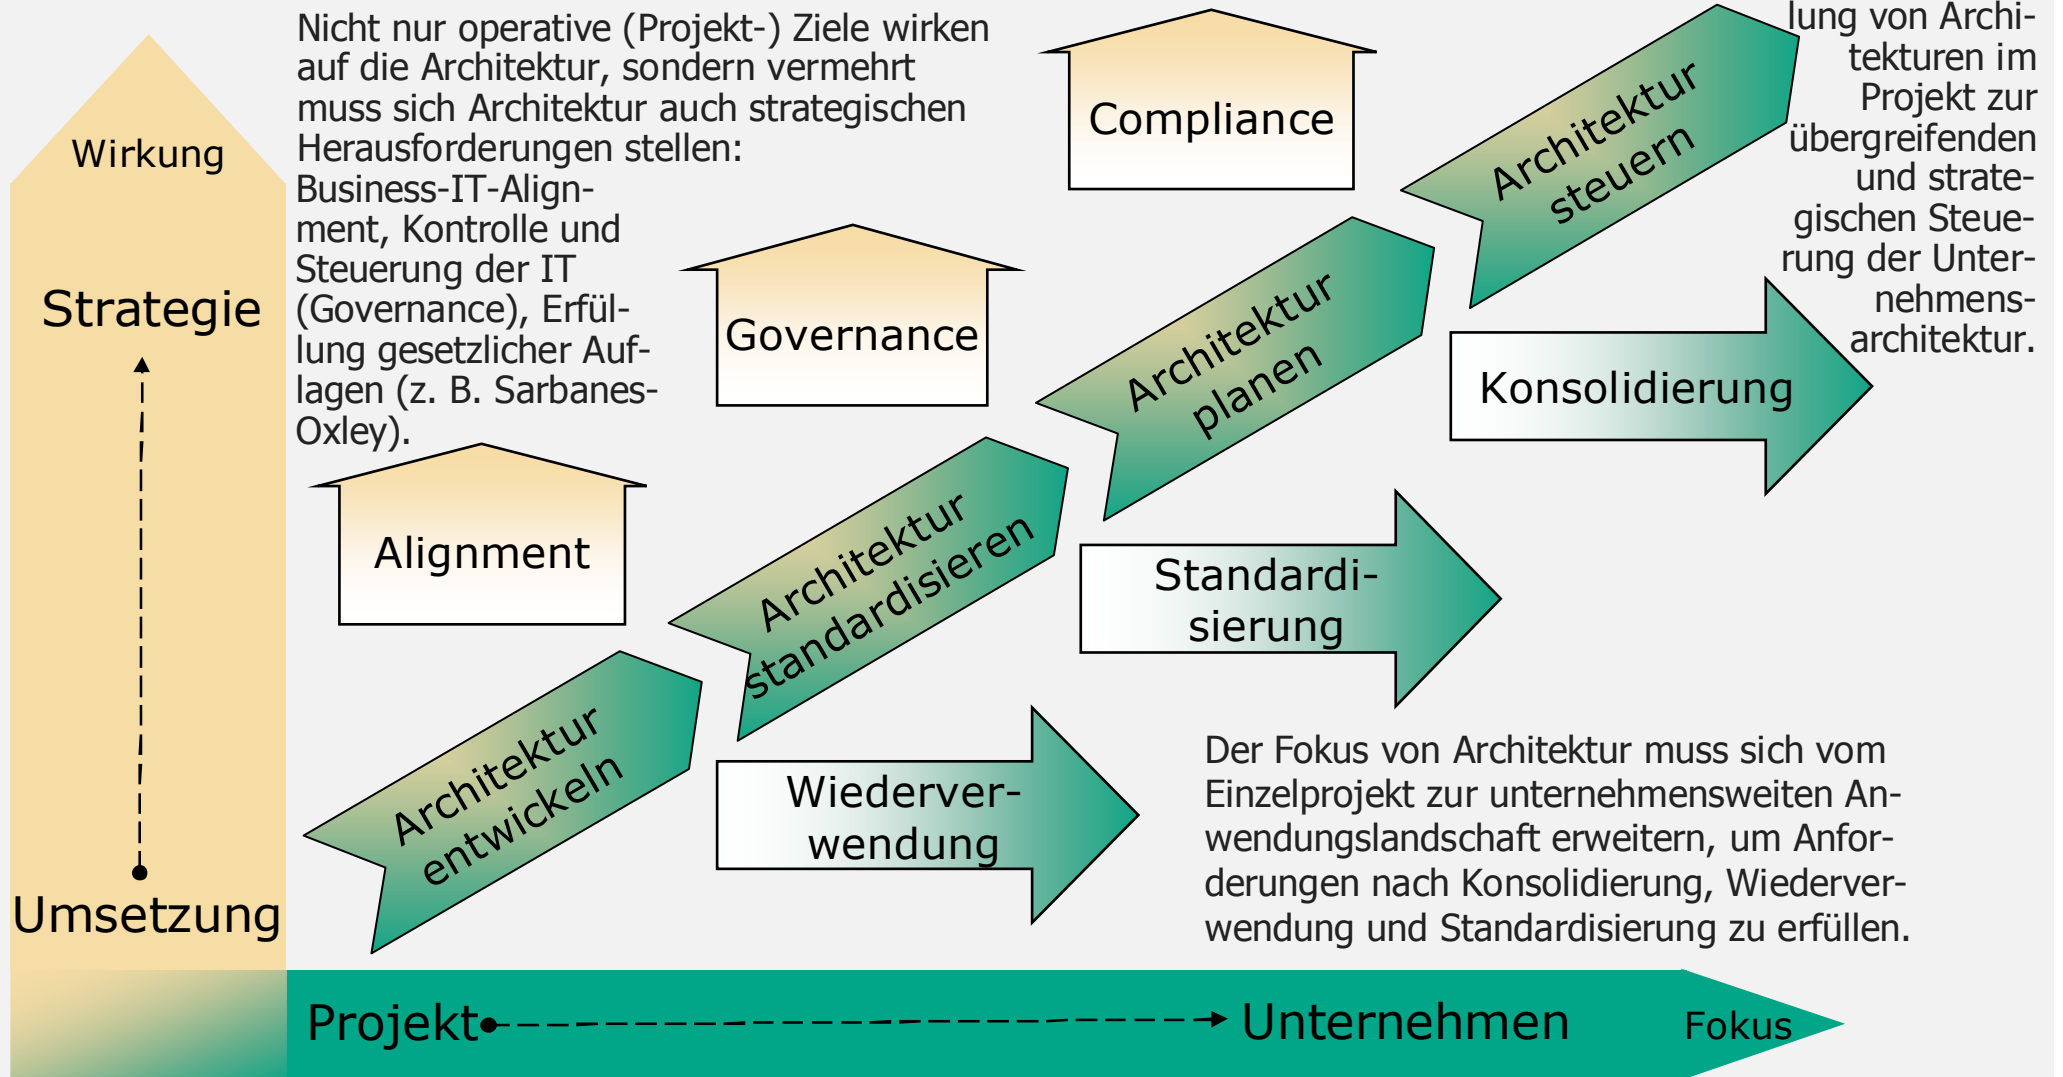 Nicht nur operative (Projekt-) Ziele wirken
auf die Architektur, sondern vermehrt
muss sich Architektur auch strategischen
Herausforderungen stellen:
Business-IT-Align-
ment, Kontrolle und
Steuerung der IT
(Governance), Erfül-
lung gesetzlicher Auf-
lagen (z. B. Sarbanes-
Oxley).
lung von Archi-
tekturen im
Projekt zur
übergreifenden
und strate-
gischen Steue-
rung der Unter-
nehmens-
architektur.
Wirkung
Strategie
Umsetzung
Compliance
Governance
Alignment
Architektur
steuern
Architektur
planen
Architektur
standardisieren
Architektur
entwickeln
Konsolidierung
Standardi-
sierung
Wiederver-
wendung
Der Fokus von Architektur muss sich vom
Einzelprojekt zur unternehmensweiten An-
wendungslandschaft erweitern, um Anfor-
derungen nach Konsolidierung, Wiederver-
wendung und Standardisierung zu erfüllen.
Projekt
Unternehmen
Fokus